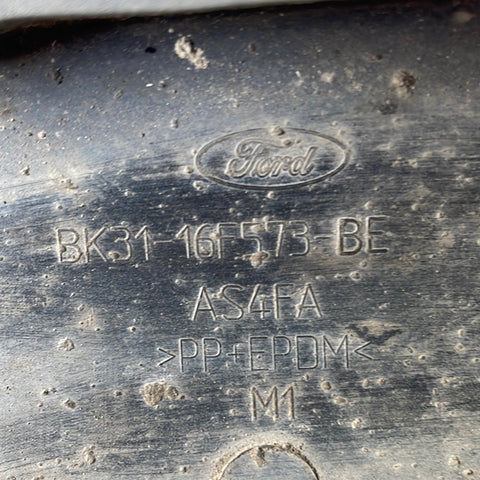 Ford
BK31-16F573-BE
AS4FA
>PP+EPDM<
M1